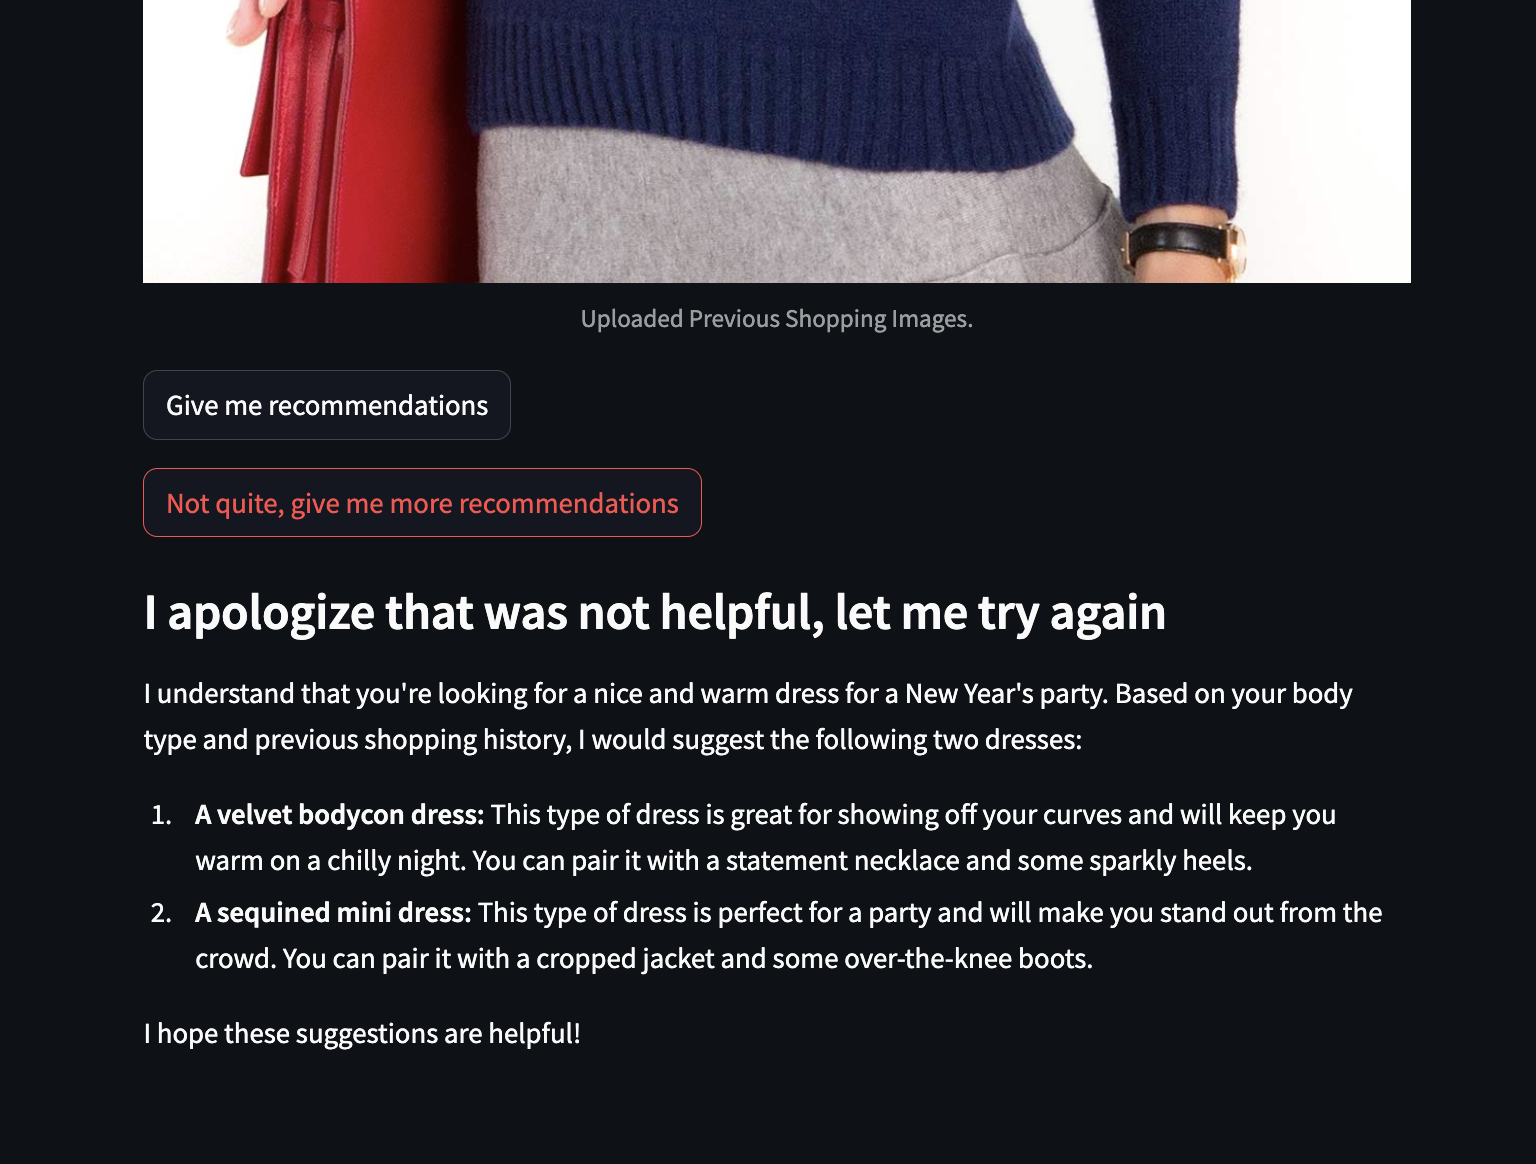 Uploaded Previous Shopping Images.
Give me recommendations
Not quite, give me more recommendations
I apologize that was not helpful, let me try again
I understand that you're looking for a nice and warm dress for a New Year's party. Based on your body
type and previous shopping history, I would suggest the following two dresses:
1. A velvet bodycon dress: This type of dress is great for showing off your curves and will keep you
warm on a chilly night. You can pair it with a statement necklace and some sparkly heels.
2. A sequined mini dress: This type of dress is perfect for a party and will make you stand out from the
crowd. You can pair it with a cropped jacket and some over-the-knee boots.
I hope these suggestions are helpful!